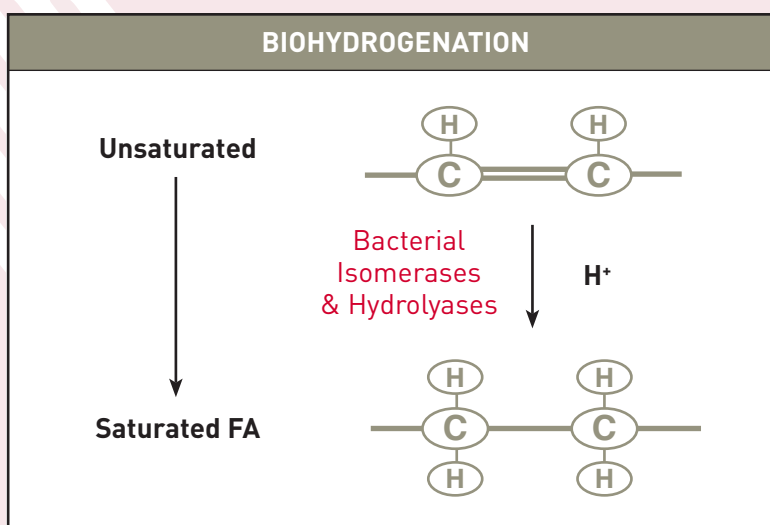 BIOHYDROGENATION
H H
Unsaturated
C C
Bacterial
Isomerases
& Hydrolyases
H⁺
H H
Saturated FA
C C
H H